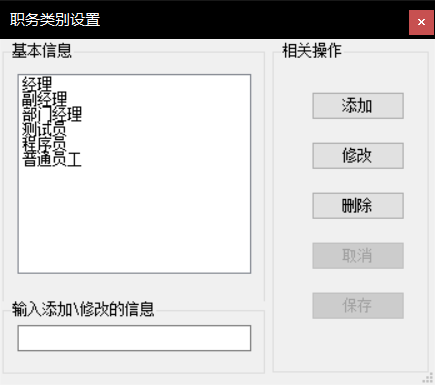 职务类别设置
基本信息
经理
副经理
部门经理
测试员
程序员
普通员工
输入添加\修改的信息
相关操作
添加
修改
删除
取消
保存